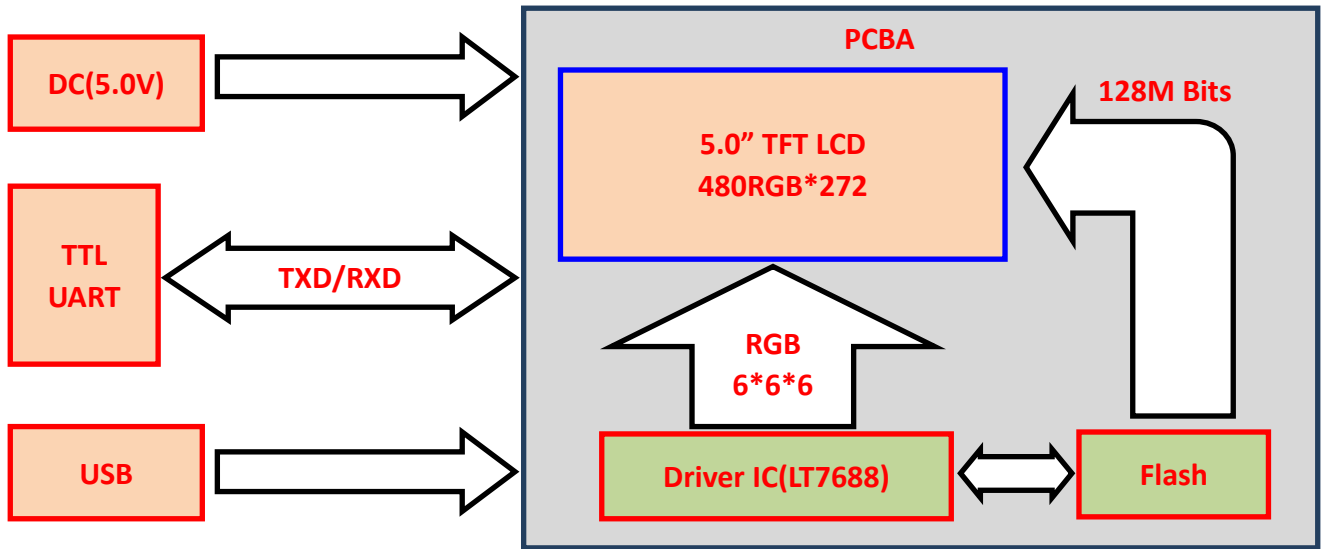 PCBA
DC(5.0V)
128M Bits
5.0” TFT LCD
480RGB*272
TTL
UART
TXD/RXD
RGB
6*6*6
USB
Driver IC(LT7688)
Flash